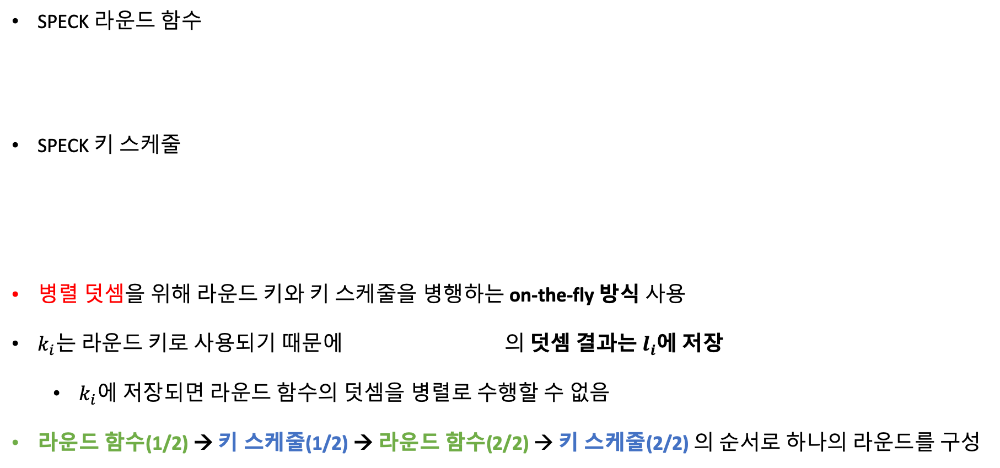 • SPECK 라운드 함수
• SPECK 키 스케줄
• 병렬 덧셈을 위해 라운드 키와 키 스케줄을 병행하는 on-the-fly 방식 사용
• kᵢ는 라운드 키로 사용되기 때문에 의 덧셈 결과는 lᵢ에 저장
• kᵢ에 저장되면 라운드 함수의 덧셈을 병렬로 수행할 수 없음
• 라운드 함수(1/2) → 키 스케줄(1/2) → 라운드 함수(2/2) → 키 스케줄(2/2) 의 순서로 하나의 라운드를 구성